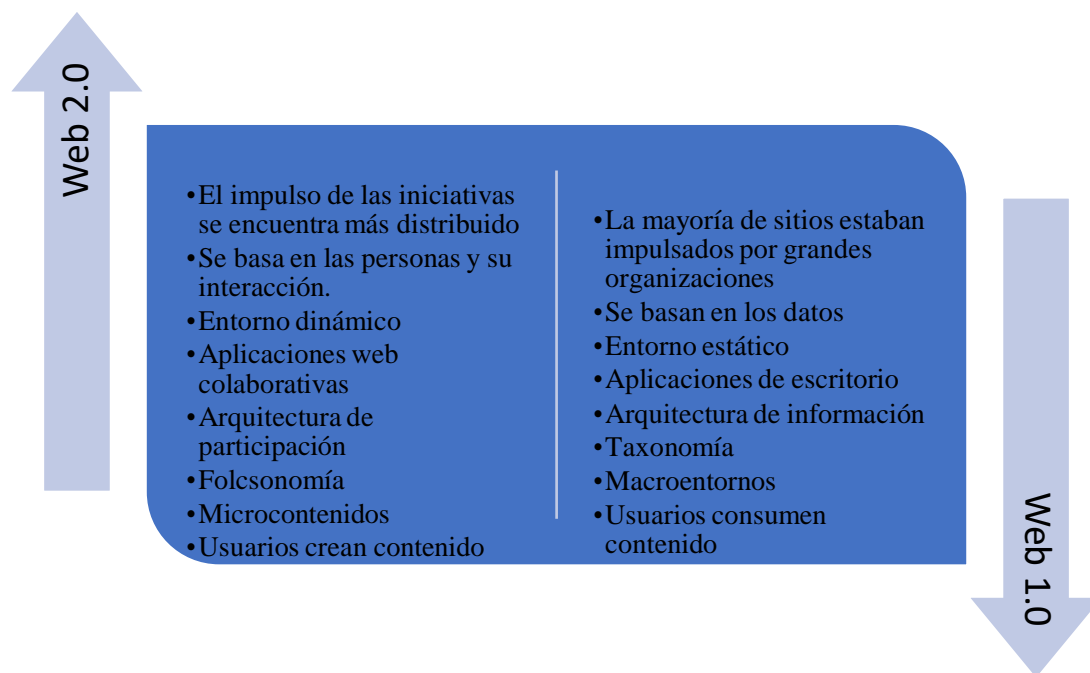 Web 2.0
•El impulso de las iniciativas
se encuentra más distribuido
•Se basa en las personas y su
interacción.
•Entorno dinámico
•Aplicaciones web
colaborativas
•Arquitectura de
participación
•Folcsonomía
•Microcontenidos
•Usuarios crean contenido
•La mayoría de sitios estaban
impulsados por grandes
organizaciones
•Se basan en los datos
•Entorno estático
•Aplicaciones de escritorio
•Arquitectura de información
•Taxonomía
•Macroentornos
•Usuarios consumen
contenido
Web 1.0